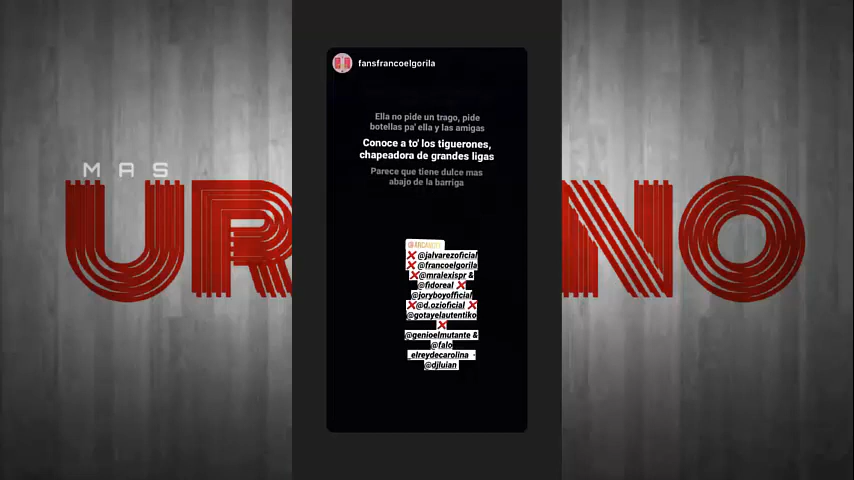 MAS
UR
NO
fansfrancoelgorila
Ella no pide un trago, pide
botellas pa' ella y las amigas
Conoce a to' los tiguerones,
chapeadora de grandes ligas
Parece que tiene dulce mas
abajo de la barriga
❌ @jalvarezoficial
❌ @francoelgorila
❌@mralexispr &
@fidoreal ❌
@joryboyofficial
❌@d.ozioficial ❌
@gotayelautentiko
❌
@genioelmutante &
@falo
_elreydecarolina -
@djluian